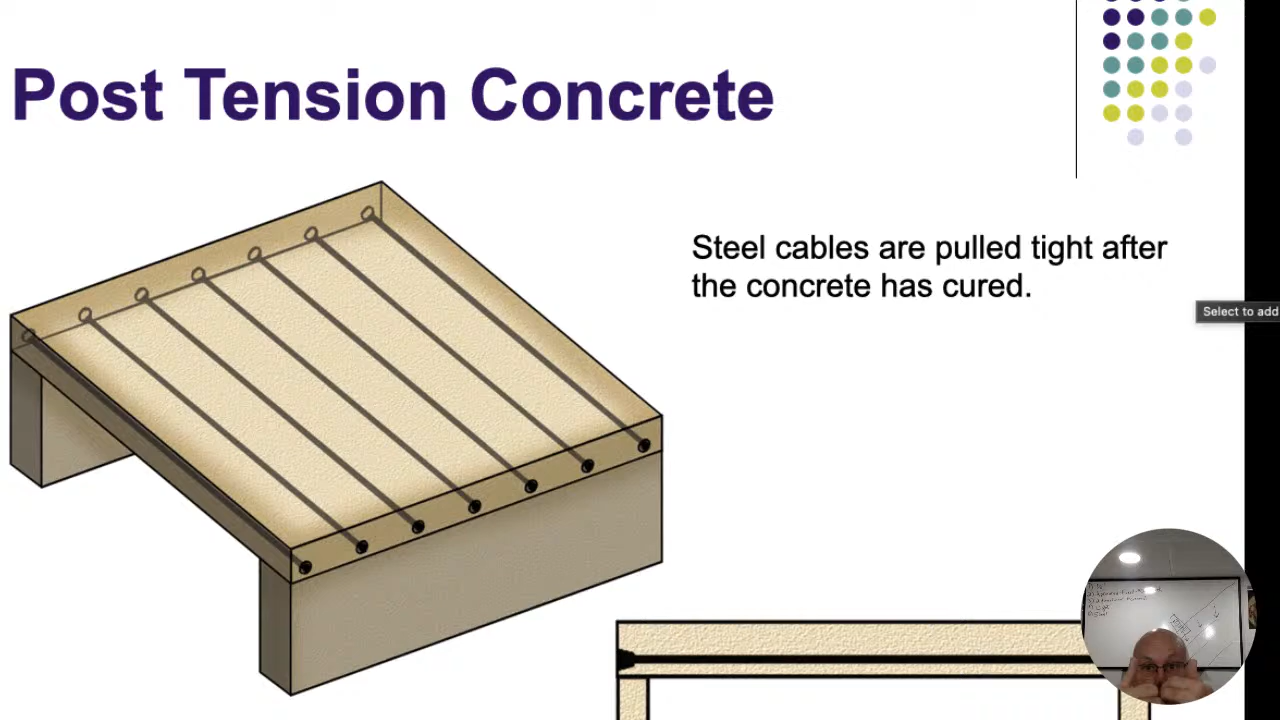 Post Tension Concrete
Steel cables are pulled tight after
the concrete has cured.
Select to add